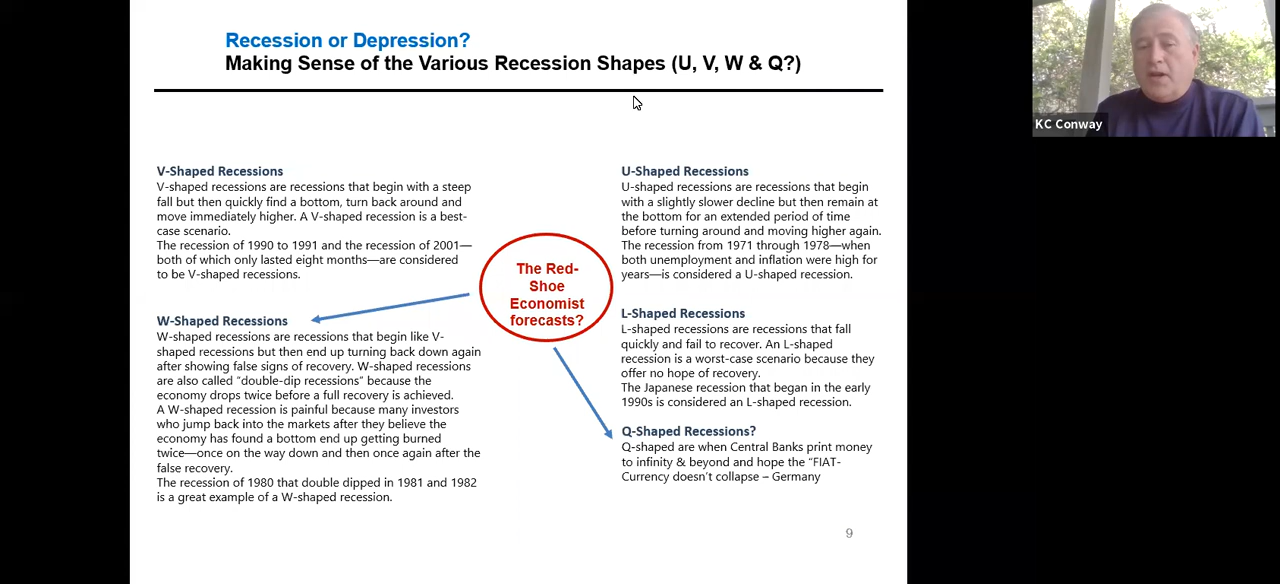 Recession or Depression?
Making Sense of the Various Recession Shapes (U, V, W & Q?)
KC Conway
V-Shaped Recessions
V-shaped recessions are recessions that begin with a steep
fall but then quickly find a bottom, turn back around and
move immediately higher. A V-shaped recession is a best-
case scenario.
The recession of 1990 to 1991 and the recession of 2001—
both of which only lasted eight months—are considered
to be V-shaped recessions.
W-Shaped Recessions
W-shaped recessions are recessions that begin like V-
shaped recessions but then end up turning back down again
after showing false signs of recovery. W-shaped recessions
are also called "double-dip recessions" because the
economy drops twice before a full recovery is achieved.
A W-shaped recession is painful because many investors
who jump back into the markets after they believe the
economy has found a bottom end up getting burned
twice—once on the way down and then once again after the
false recovery.
The recession of 1980 that double dipped in 1981 and 1982
is a great example of a W-shaped recession.
The Red-
Shoe
Economist
forecasts?
U-Shaped Recessions
U-shaped recessions are recessions that begin
with a slightly slower decline but then remain at
the bottom for an extended period of time
before turning around and moving higher again.
The recession from 1971 through 1978—when
both unemployment and inflation were high for
years—is considered a U-shaped recession.
L-Shaped Recessions
L-shaped recessions are recessions that fall
quickly and fail to recover. An L-shaped
recession is a worst-case scenario because they
offer no hope of recovery.
The Japanese recession that began in the early
1990s is considered an L-shaped recession.
Q-Shaped Recessions?
Q-shaped are when Central Banks print money
to infinity & beyond and hope the "FIAT-
Currency doesn't collapse – Germany
9